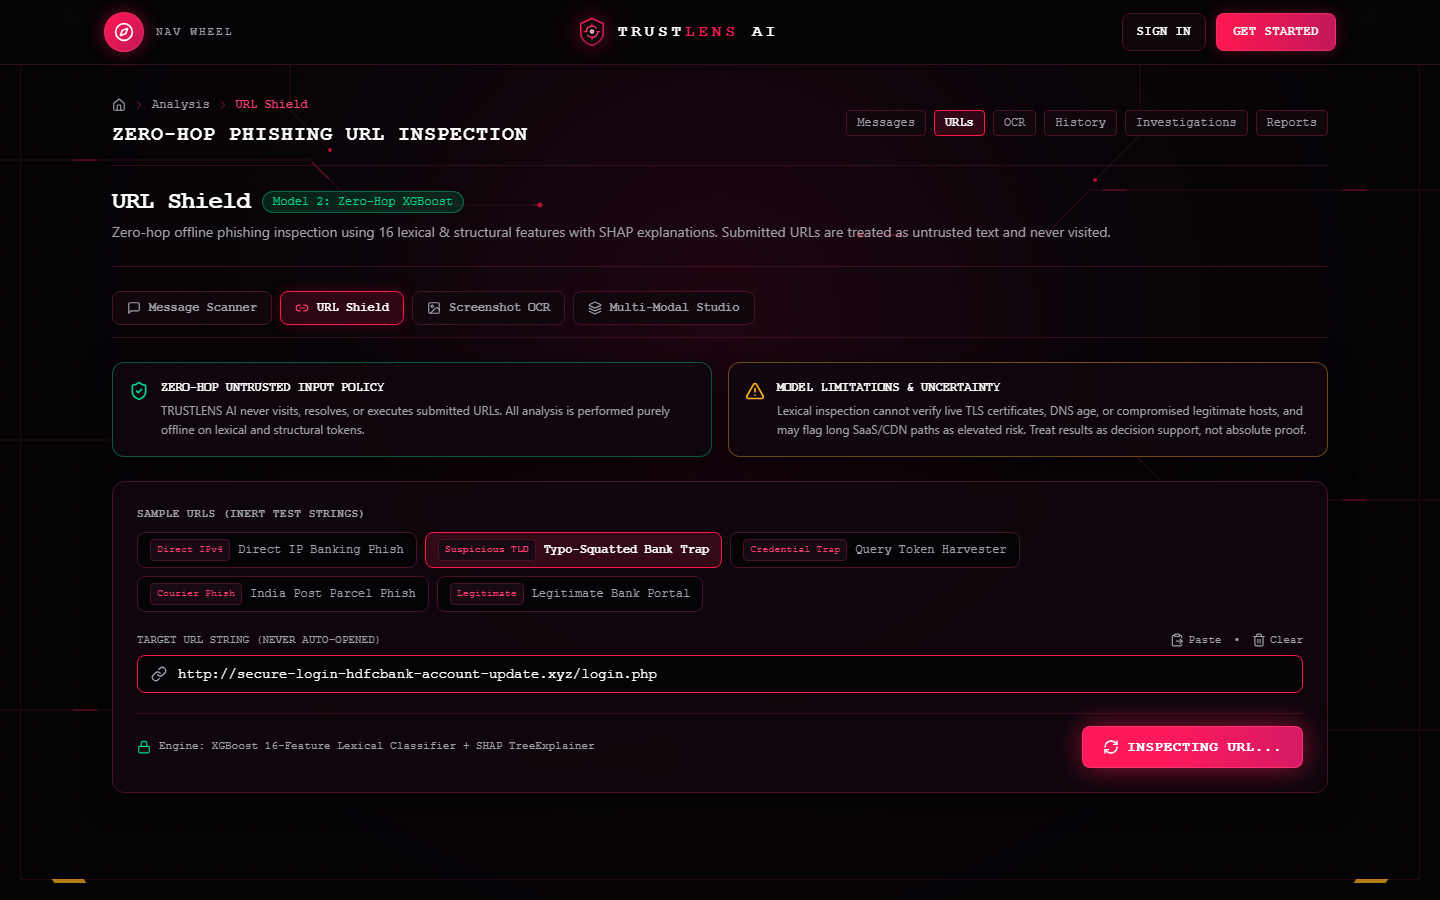 NAV WHEEL
TRUSTLENS AI
SIGN IN
GET STARTED
Analysis
URL Shield
ZERO-HOP PHISHING URL INSPECTION
Messages
URLs
OCR
History
Investigations
Reports
URL Shield
Model 2: Zero-Hop XGBoost
Zero-hop offline phishing inspection using 16 lexical & structural features with SHAP explanations. Submitted URLs are treated as untrusted text and never visited.
Message Scanner
URL Shield
Screenshot OCR
Multi-Modal Studio
ZERO-HOP UNTRUSTED INPUT POLICY
TRUSTLENS AI never visits, resolves, or executes submitted URLs. All analysis is performed purely
offline on lexical and structural tokens.
MODEL LIMITATIONS & UNCERTAINTY
Lexical inspection cannot verify live TLS certificates, DNS age, or compromised legitimate hosts, and
may flag long SaaS/CDN paths as elevated risk. Treat results as decision support, not absolute proof.
SAMPLE URLS (INERT TEST STRINGS)
Direct IPv4 Direct IP Banking Phish
Suspicious TLD Typo-Squatted Bank Trap
Credential Trap Query Token Harvester
Courier Phish India Post Parcel Phish
Legitimate Legitimate Bank Portal
TARGET URL STRING (NEVER AUTO-OPENED)
Paste • Clear
http://secure-login-hdfcbank-account-update.xyz/login.php
Engine: XGBoost 16-Feature Lexical Classifier + SHAP TreeExplainer
INSPECTING URL...